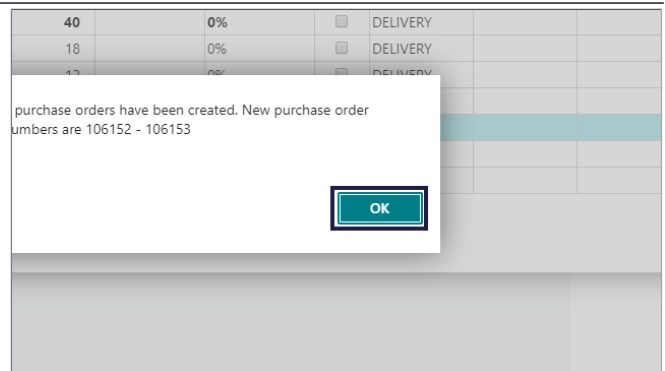 40 0% DELIVERY
18 0% DELIVERY
purchase orders have been created. New purchase order
umbers are 106152 - 106153
OK